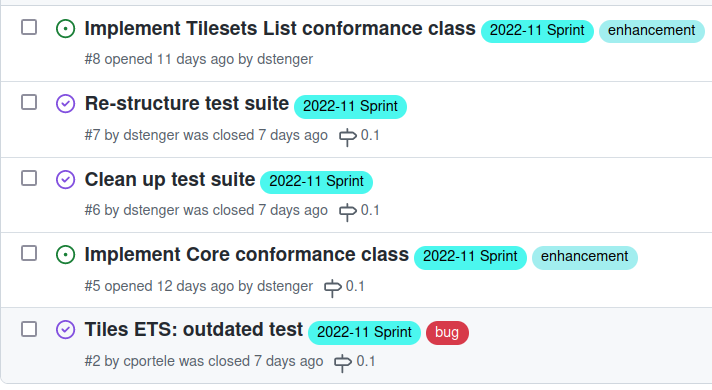 Implement Tilesets List conformance class 2022-11 Sprint enhancement
#8 opened 11 days ago by dstenger
Re-structure test suite 2022-11 Sprint
#7 by dstenger was closed 7 days ago 0.1
Clean up test suite 2022-11 Sprint
#6 by dstenger was closed 7 days ago 0.1
Implement Core conformance class 2022-11 Sprint enhancement
#5 opened 12 days ago by dstenger 0.1
Tiles ETS: outdated test 2022-11 Sprint bug
#2 by cportele was closed 7 days ago 0.1